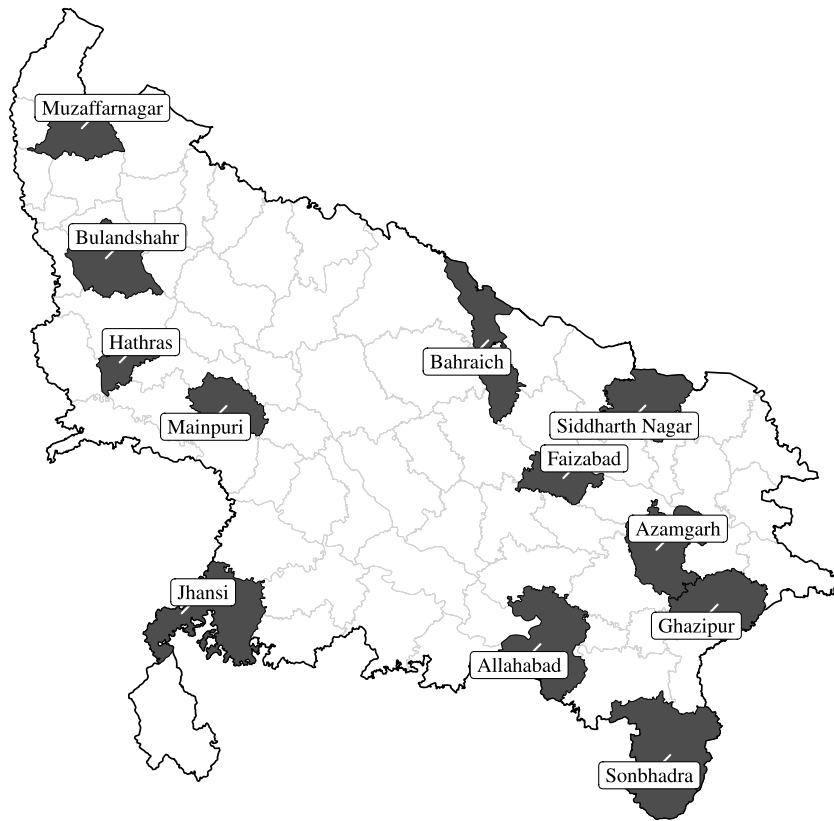 Muzaffarnagar
Bulandshahr
Hathras
Bahraich
Mainpuri
Siddharth Nagar
Faizabad
Azamgarh
Jhansi
Ghazipur
Allahabad
Sonbhadra